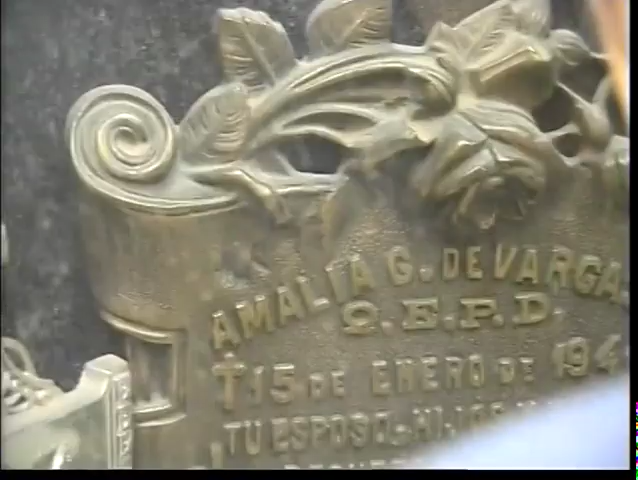 AMALIA G. DE VARGAS
Q.E.P.D.
† 15 DE ENERO DE 194
TU ESPOSO, HIJOS